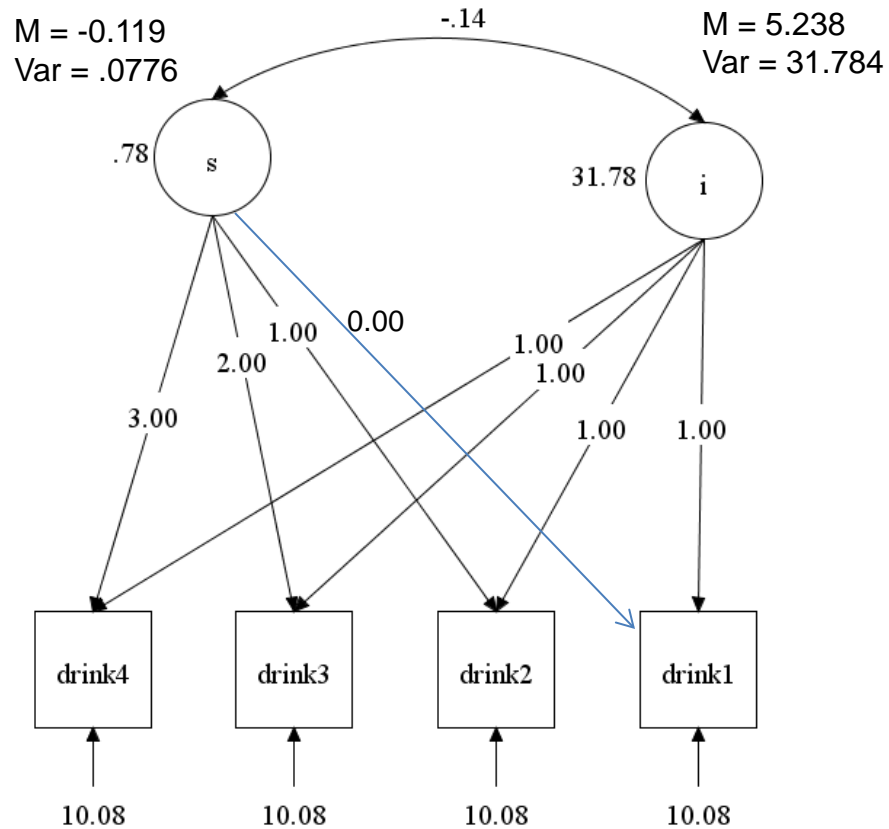 -.14
M = -0.119
Var = .0776
M = 5.238
Var = 31.784
.78
s
31.78
i
0.00
1.00
2.00
3.00
1.00
1.00
1.00
1.00
drink4
drink3
drink2
drink1
10.08
10.08
10.08
10.08